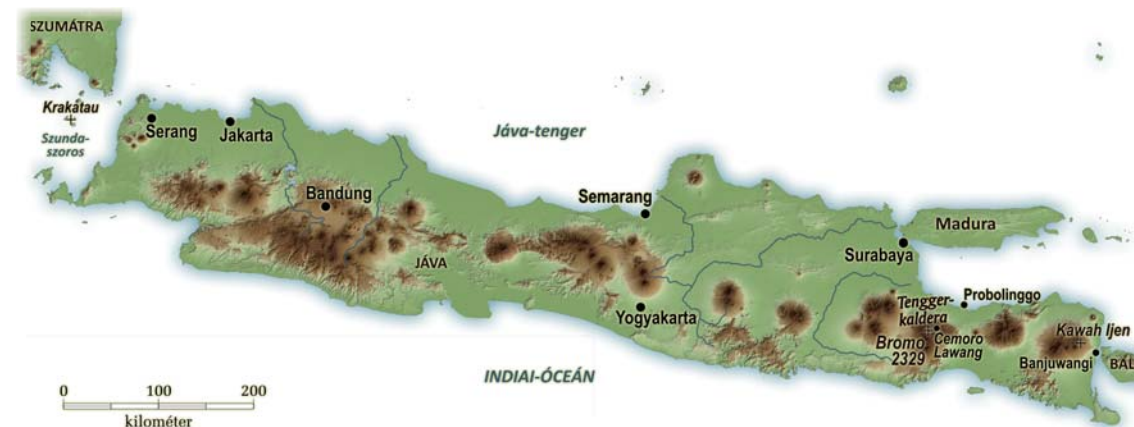 SZUMÁTRA
Krakatau
Szunda-
szoros
Serang
Jakarta
Jáva-tenger
Bandung
Semarang
Madura
Surabaya
JÁVA
Yogyakarta
Tengger-
kaldera
Probolinggo
Bromo
2329
Cemoro
Lawang
Kawah Ijen
Banjuwangi
BÁL
INDIAI-ÓCEÁN
0 100 200
kilométer